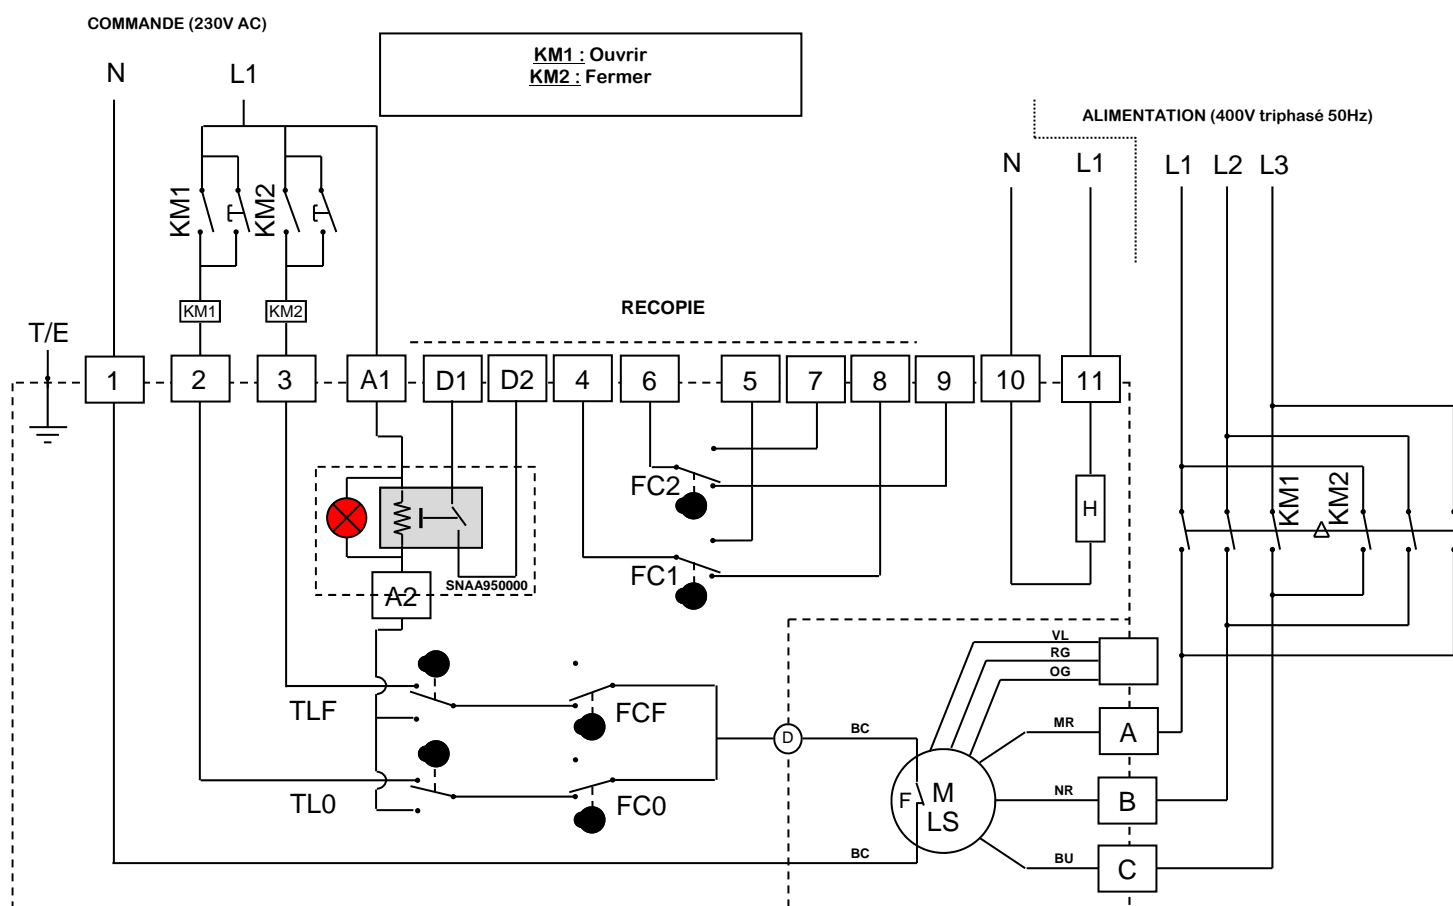 COMMANDE (230V AC)
KM1 : Ouvrir
KM2 : Fermer
N
L1
ALIMENTATION (400V triphasé 50Hz)
N
L1
L1
L2
L3
KM1
KM2
KM1
KM2
RECOPIE
T/E
1
2
3
A1
D1
D2
4
6
5
7
8
9
10
11
FC2
H
KM1
KM2
FC1
SNAA950000
A2
VL
RG
OG
TLF
FCF
D
BC
MR
A
TL0
FC0
F
M
LS
NR
B
BC
BU
C